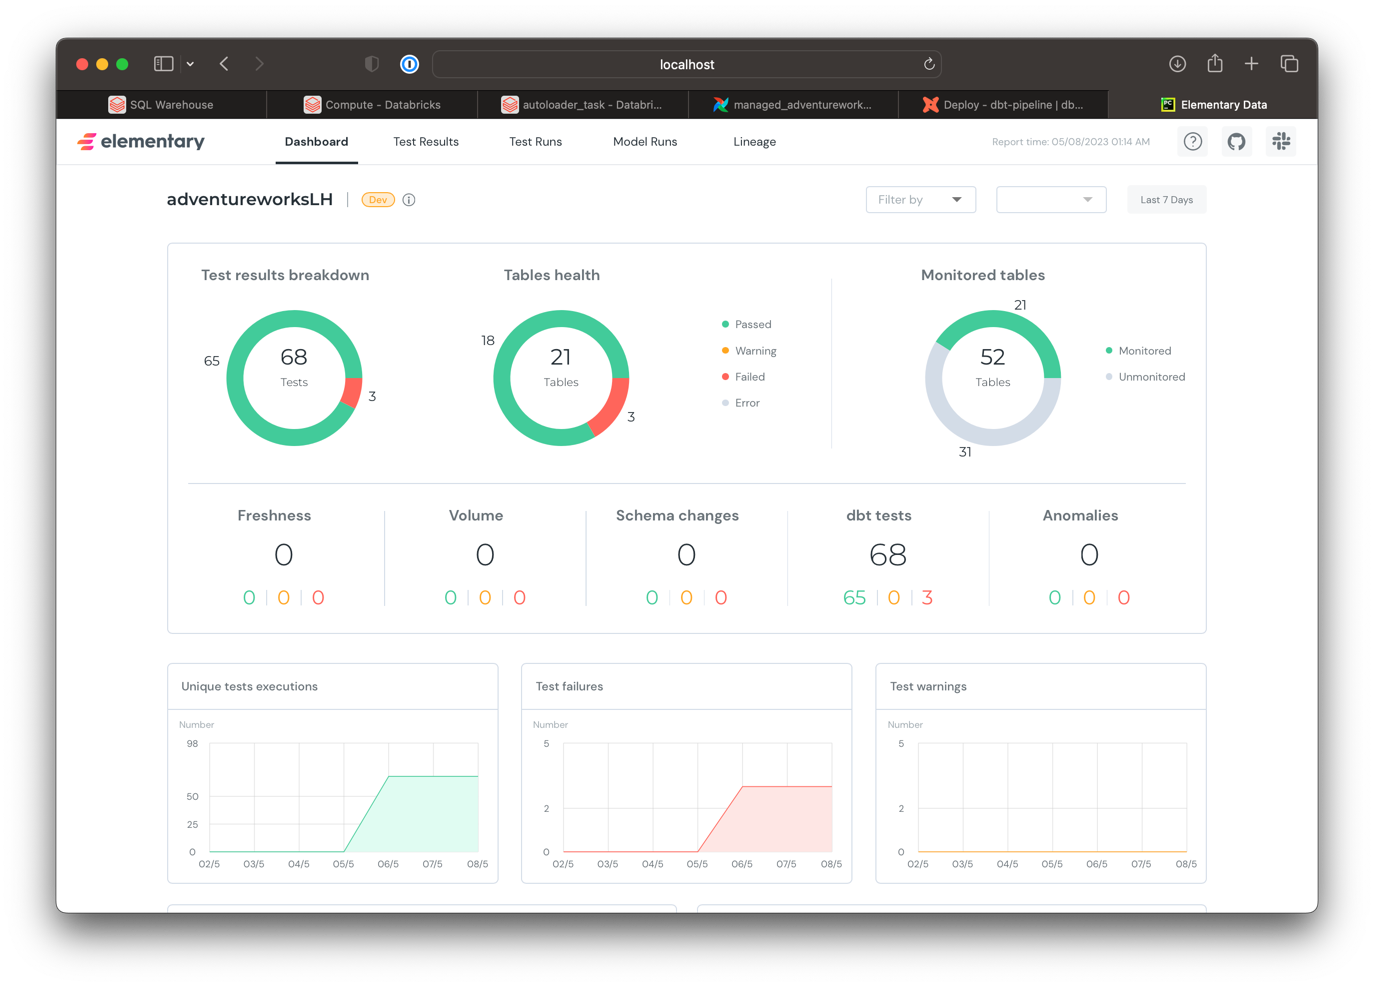 localhost
SQL Warehouse
Compute - Databricks
autoloader_task - Databri...
managed_adventurework...
Deploy - dbt-pipeline | db...
PC
Elementary Data
elementary
Dashboard
Test Results
Test Runs
Model Runs
Lineage
Report time: 05/08/2023 01:14 AM
adventureworksLH
Dev
Filter by
Last 7 Days
Test results breakdown
65
68
Tests
3
Tables health
18
21
Tables
3
Passed
Warning
Failed
Error
Monitored tables
21
52
Tables
31
Monitored
Unmonitored
Freshness
0
0 | 0 | 0
Volume
0
0 | 0 | 0
Schema changes
0
0 | 0 | 0
dbt tests
68
65 | 0 | 3
Anomalies
0
0 | 0 | 0
Unique tests executions
Number
98
50
25
0
02/5 03/5 04/5 05/5 06/5 07/5 08/5
Test failures
Number
5
2
0
02/5 03/5 04/5 05/5 06/5 07/5 08/5
Test warnings
Number
5
2
0
02/5 03/5 04/5 05/5 06/5 07/5 08/5